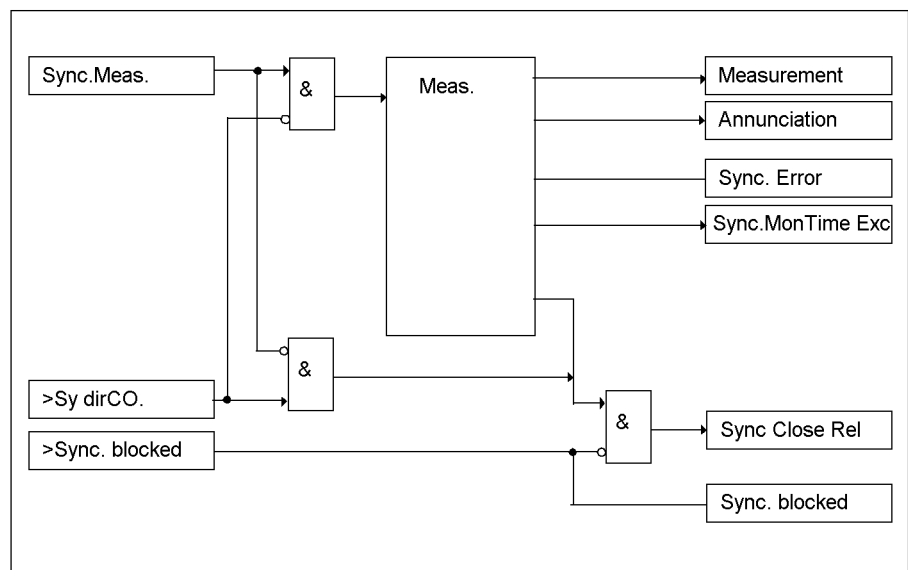 Sync.Meas.
&
Meas.
Measurement
Annunciation
Sync. Error
Sync.MonTime Exc
&
>Sy dirCO.
&
Sync Close Rel
>Sync. blocked
Sync. blocked